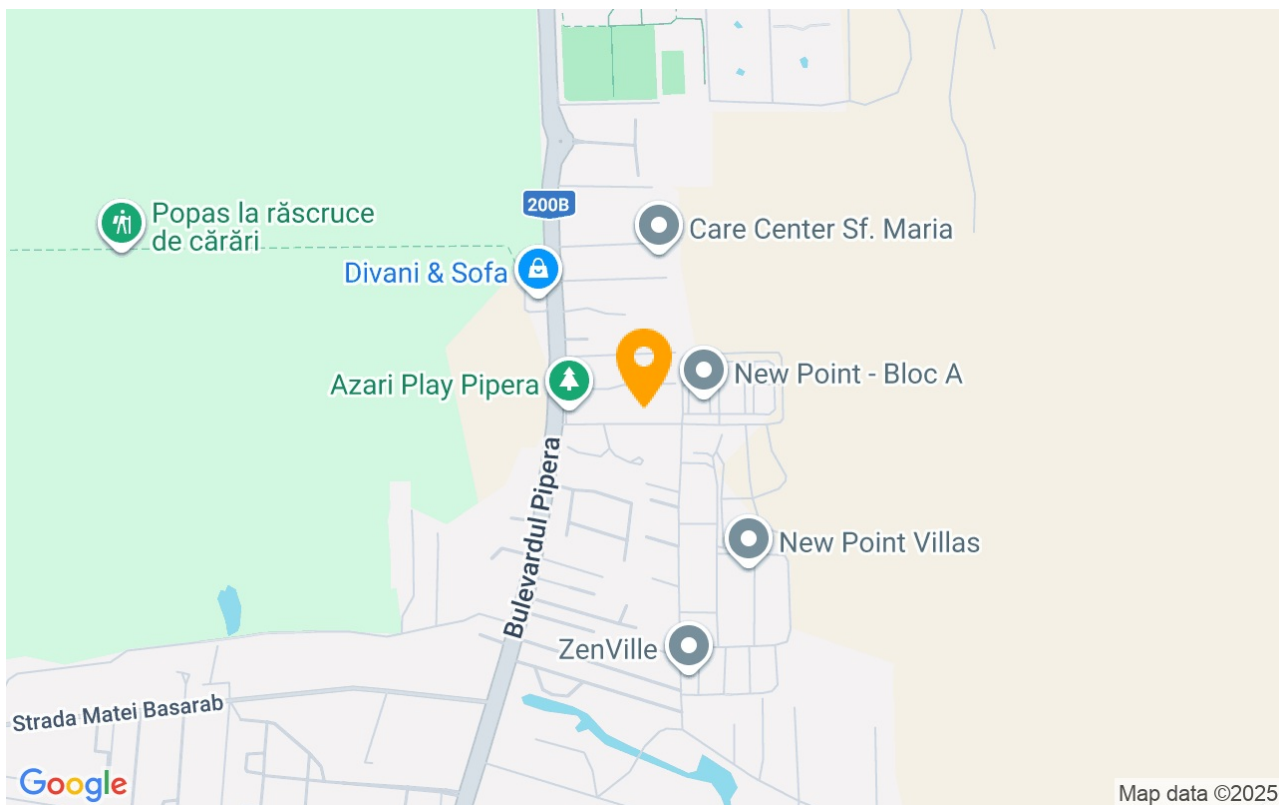 200B
Popas la răscruce
de cărări
Care Center Sf. Maria
Divani & Sofa
Azari Play Pipera
New Point - Bloc A
Bulevardul Pipera
New Point Villas
ZenVille
Strada Matei Basarab
Google
Map data ©2025